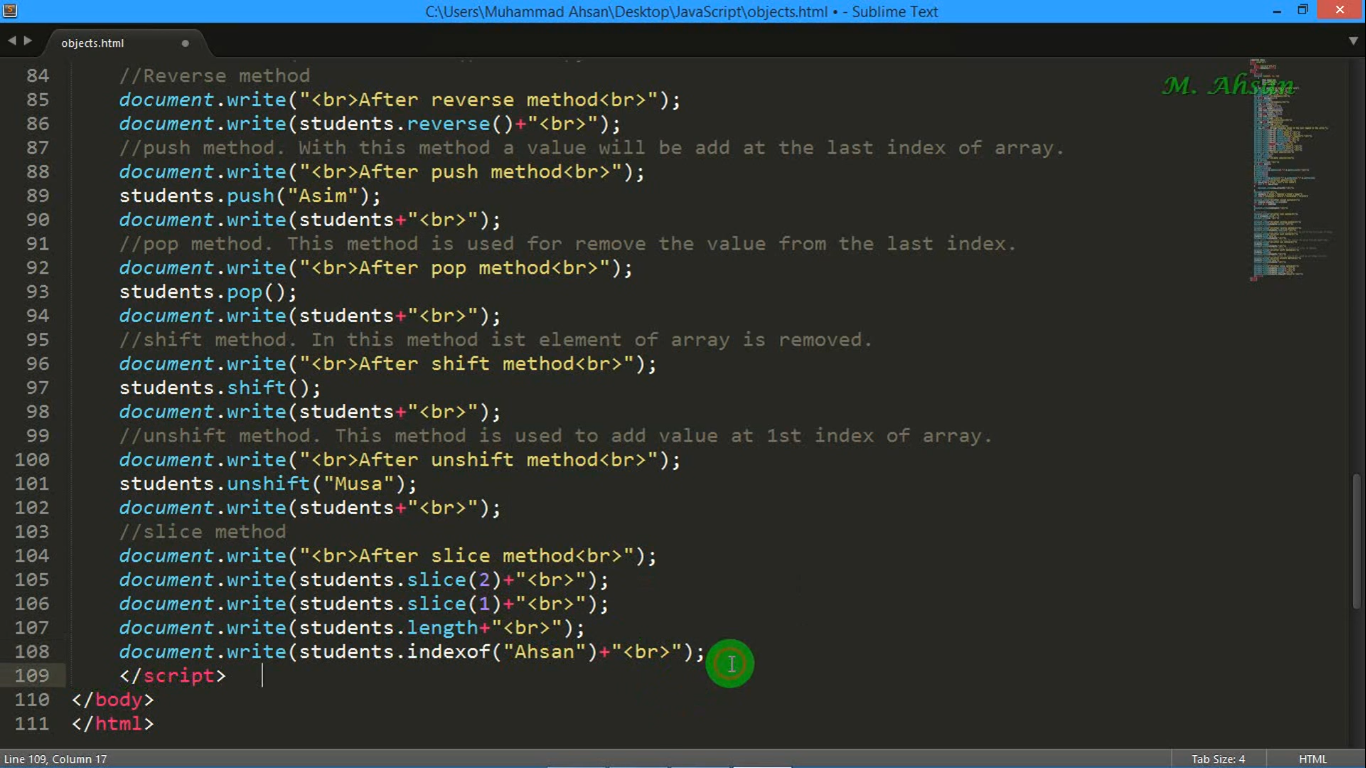 C:\Users\Muhammad Ahsan\Desktop\JavaScript\objects.html • - Sublime Text
objects.html
M. Ahsan
84 //Reverse method
85 document.write("<br>After reverse method<br>");
86 document.write(students.reverse()+"<br>");
87 //push method. With this method a value will be add at the last index of array.
88 document.write("<br>After push method<br>");
89 students.push("Asim");
90 document.write(students+"<br>");
91 //pop method. This method is used for remove the value from the last index.
92 document.write("<br>After pop method<br>");
93 students.pop();
94 document.write(students+"<br>");
95 //shift method. In this method ist element of array is removed.
96 document.write("<br>After shift method<br>");
97 students.shift();
98 document.write(students+"<br>");
99 //unshift method. This method is used to add value at 1st index of array.
100 document.write("<br>After unshift method<br>");
101 students.unshift("Musa");
102 document.write(students+"<br>");
103 //slice method
104 document.write("<br>After slice method<br>");
105 document.write(students.slice(2)+"<br>");
106 document.write(students.slice(1)+"<br>");
107 document.write(students.length+"<br>");
108 document.write(students.indexof("Ahsan")+"<br>");
109 </script>
110 </body>
111 </html>
Line 109, Column 17
Tab Size: 4
HTML